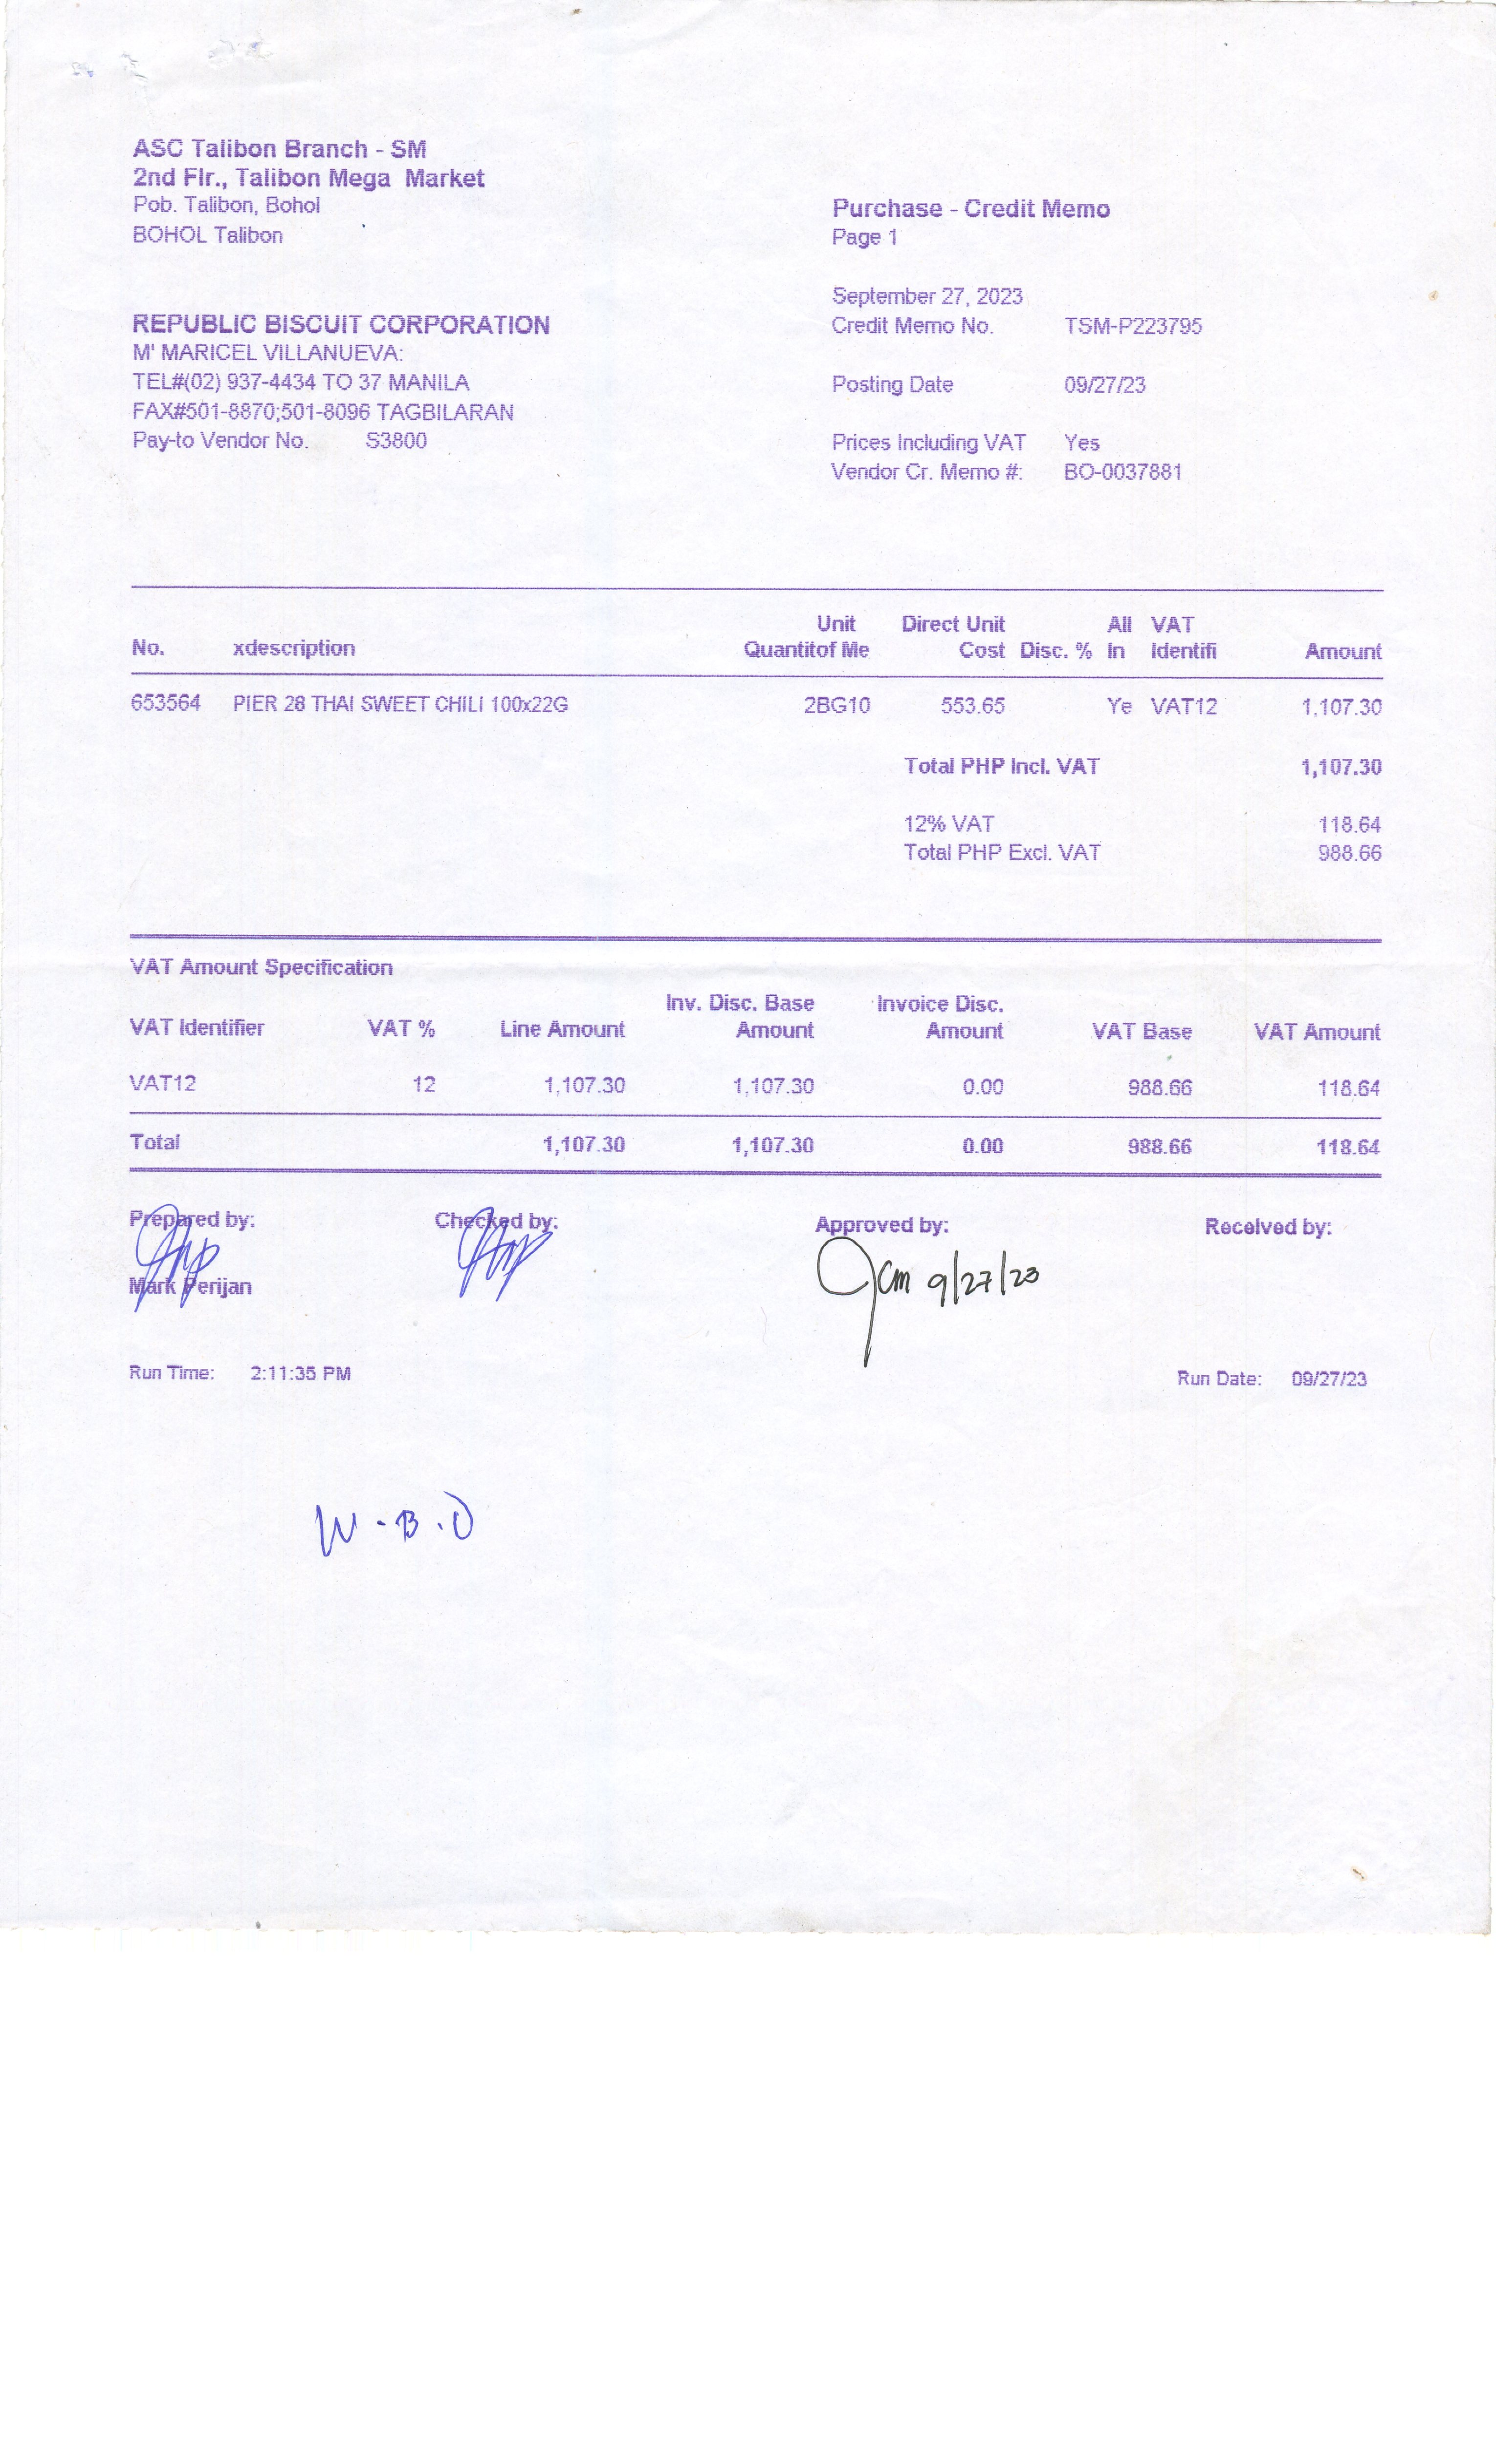 ASC Talibon Branch - SM
2nd Flr., Talibon Mega Market
Pob. Talibon, Bohol
BOHOL Talibon
Purchase - Credit Memo
Page 1
September 27, 2023
Credit Memo No. TSM-P223795
Posting Date 09/27/23
Prices Including VAT Yes
Vendor Cr. Memo #: BO-0037881
REPUBLIC BISCUIT CORPORATION
M' MARICEL VILLANUEVA:
TEL#(02) 937-4434 TO 37 MANILA
FAX#501-8870;501-8096 TAGBILARAN
Pay-to Vendor No. S3800
Unit Direct Unit All VAT
No. xdescription Quantitof Me Cost Disc. % In Identifi Amount
653564 PIER 28 THAI SWEET CHILI 100x22G 2BG10 553.65 Ye VAT12 1,107.30
Total PHP Incl. VAT 1,107.30
12% VAT 118.64
Total PHP Excl. VAT 988.66
VAT Amount Specification
Inv. Disc. Base Invoice Disc.
VAT Identifier VAT % Line Amount Amount Amount VAT Base VAT Amount
VAT12 12 1,107.30 1,107.30 0.00 988.66 118.64
Total 1,107.30 1,107.30 0.00 988.66 118.64
Prepared by: Checked by: Approved by: Received by:
Mark Perijan
Jcm 9/27/23
Run Time: 2:11:35 PM Run Date: 09/27/23
W-B.O